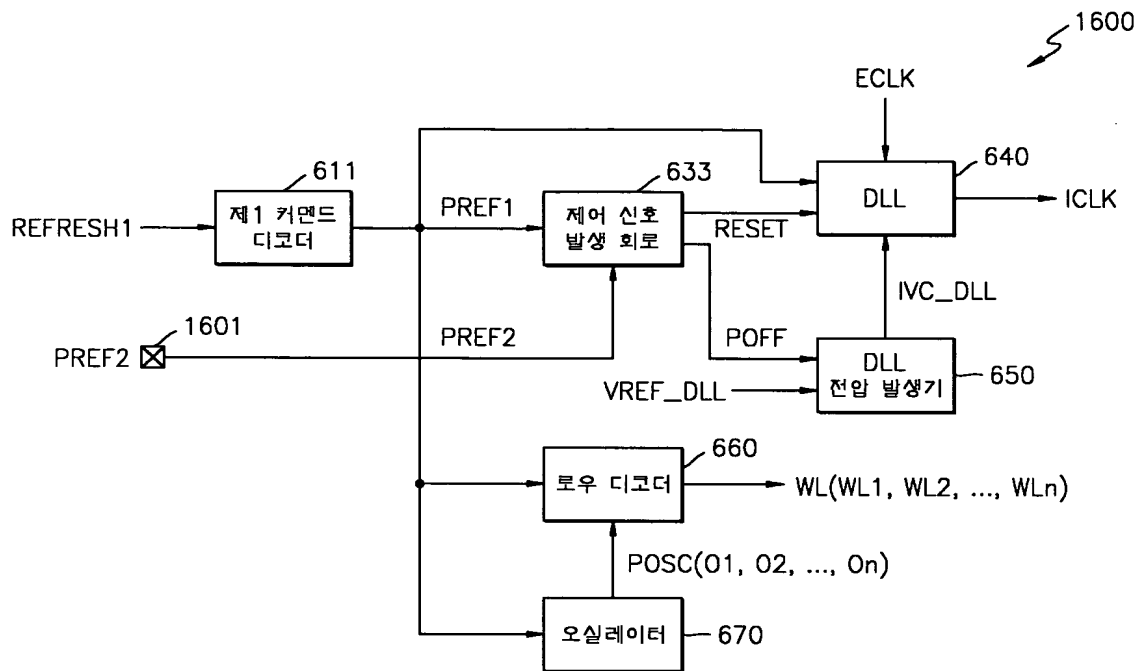 1600
ECLK
611
633
640
REFRESH1
제1 커멘드
디코더
PREF1
제어 신호
발생 회로
RESET
DLL
ICLK
IVC_DLL
1601
PREF2
PREF2
POFF
DLL
전압 발생기
650
VREF_DLL
660
로우 디코더
WL(WL1, WL2, ..., WLn)
POSC(O1, O2, ..., On)
오실레이터
670